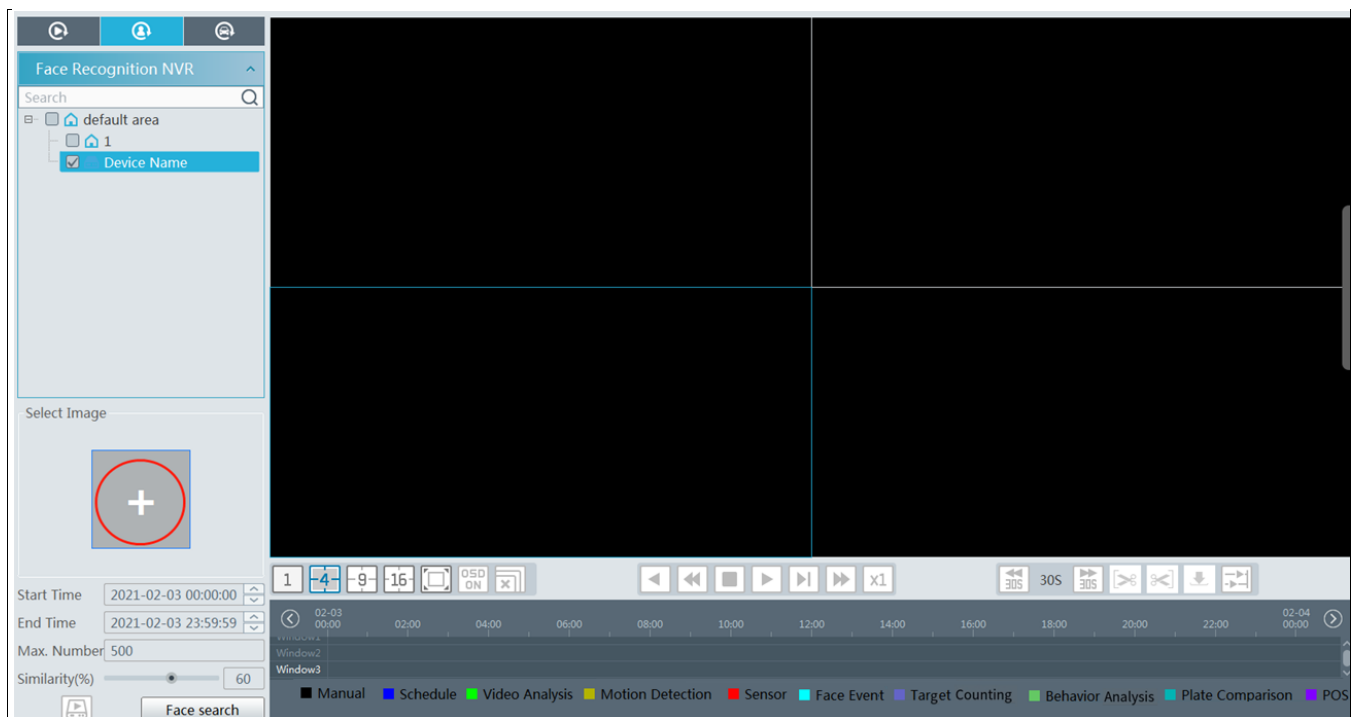 Face Recognition NVR
Search
default area
1
Device Name
Select Image
Start Time 2021-02-03 00:00:00
End Time 2021-02-03 23:59:59
Max. Number 500
Similarity(%) 60
Face search
1 4 9 16 OSD ON x1 30S 30S 30S
02-03 02-04
00:00 02:00 04:00 06:00 08:00 10:00 12:00 14:00 16:00 18:00 20:00 22:00 00:00
Window1
Window2
Window3
Manual Schedule Video Analysis Motion Detection Sensor Face Event Target Counting Behavior Analysis Plate Comparison POS